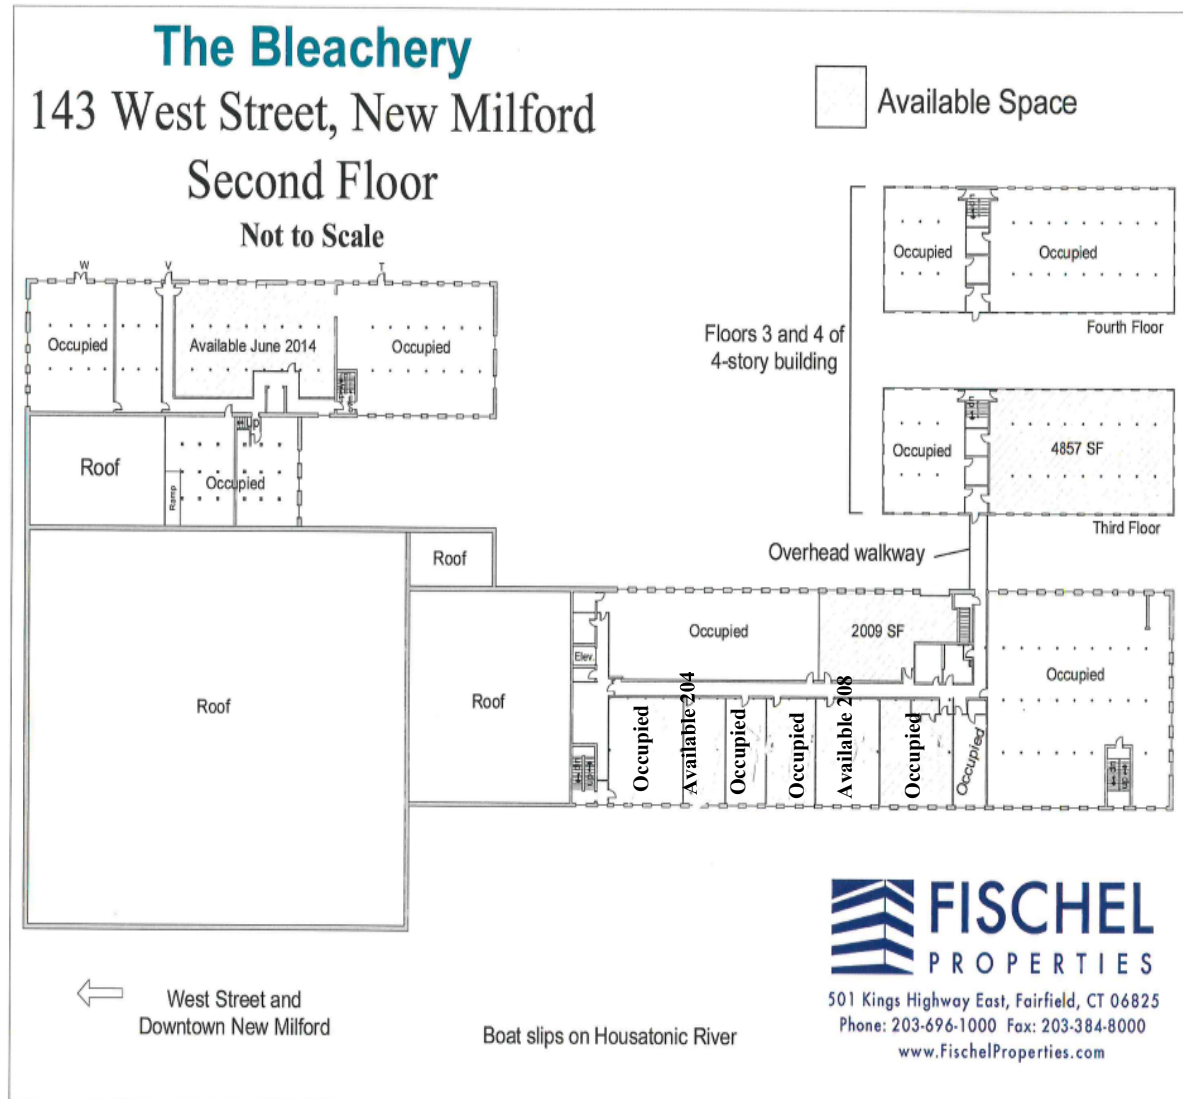 The Bleachery
143 West Street, New Milford
Second Floor
Not to Scale
Available Space
Occupied
Occupied
Fourth Floor
Floors 3 and 4 of
4-story building
Occupied
4857 SF
Third Floor
W
V
T
Occupied
Available June 2014
Occupied
up
Roof
Ramp
Occupied
Overhead walkway
Roof
Roof
Roof
Elev.
Occupied
2009 SF
Occupied
Occupied
Available 204
Occupied
Occupied
Available 208
Occupied
Occupied
FISCHEL
PROPERTIES
501 Kings Highway East, Fairfield, CT 06825
Phone: 203-696-1000 Fax: 203-384-8000
www.FischelProperties.com
West Street and
Downtown New Milford
Boat slips on Housatonic River